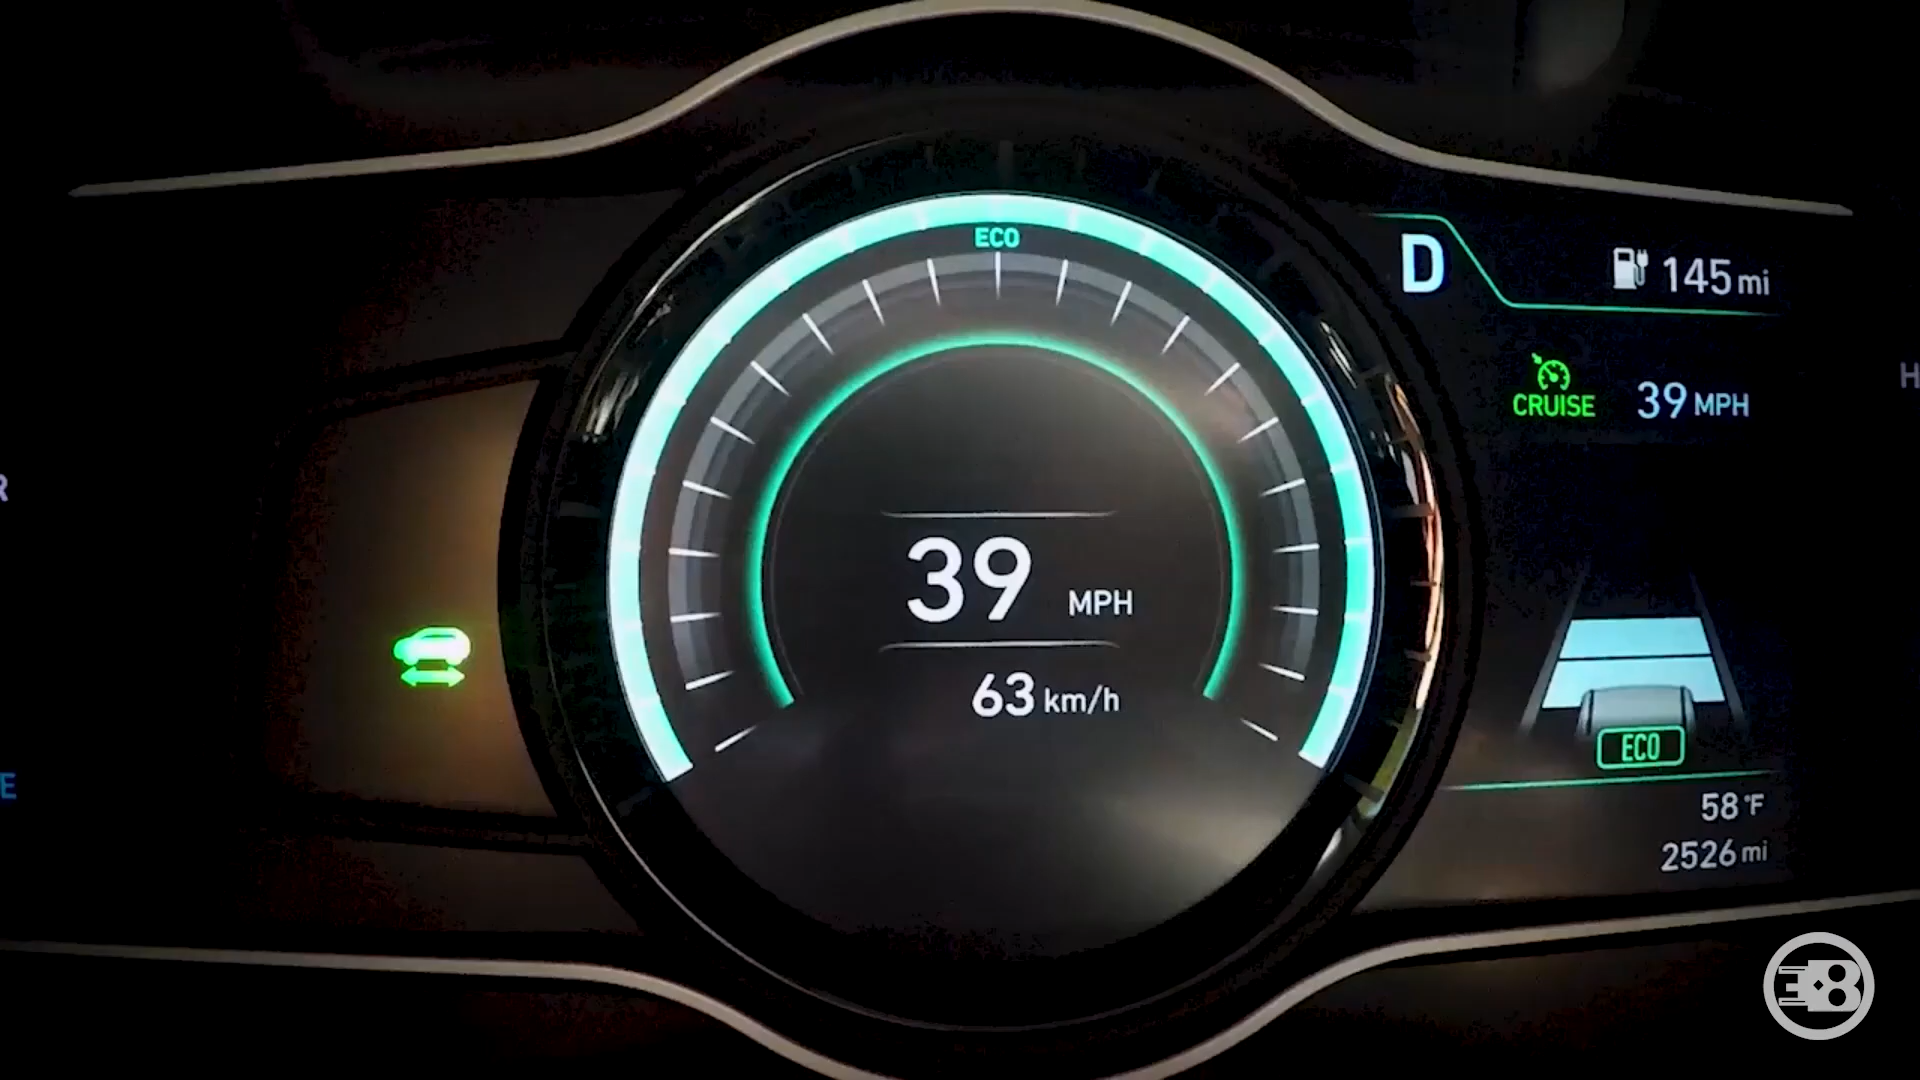 ECO
D
145 mi
CRUISE 39 MPH
R
39 MPH
63 km/h
ECO
E
58 °F
2526 mi
H